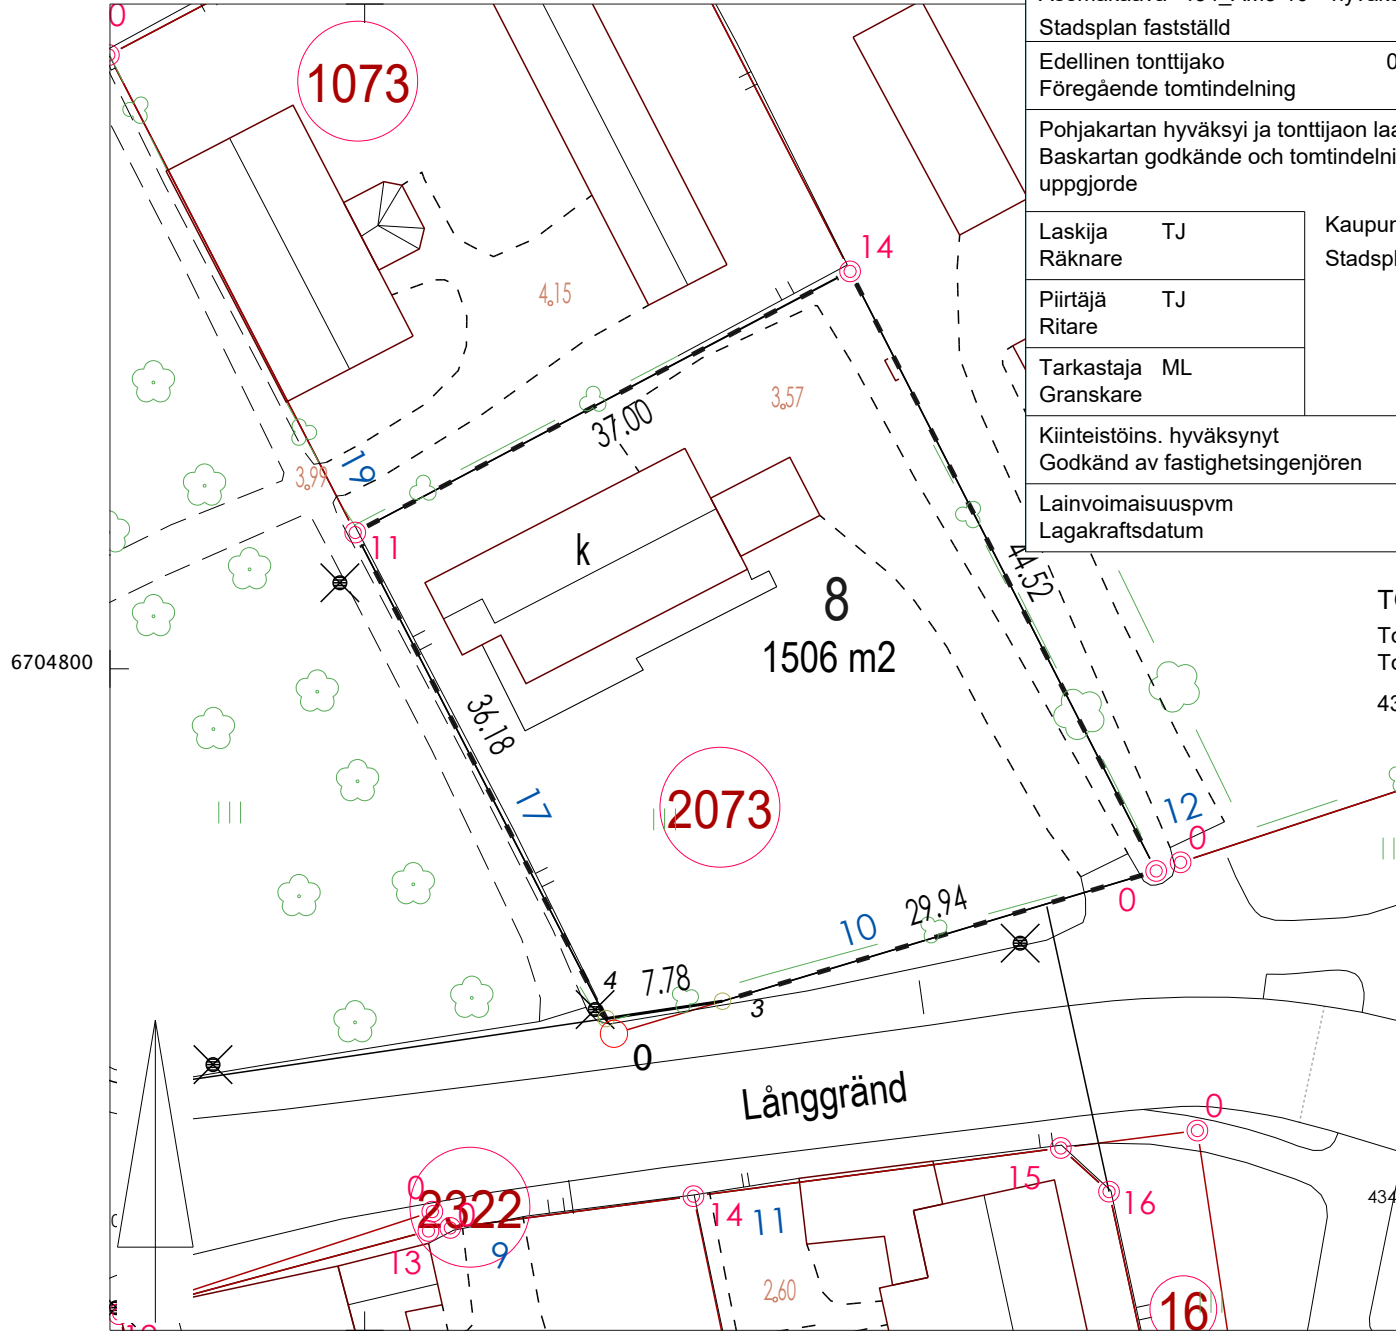 Stadsplan fastställd
Edellinen tonttijako 0
Föregående tomtindelning
Pohjakartan hyväksyi ja tonttijaon
Baskartan godkände och
uppgjorde
Laskija TJ
Räknare
Piirtäjä TJ
Ritare
Tarkastaja ML
Granskare
Kiinteistöins. hyväksynyt
Godkänd av fastighetsingenjören
Lainvoimaisuuspvm
Lagakraftsdatum
0
1073
14
4.15
3.57
37.00
19
3.99
11
k
44.52
8
1506 m2
6704800
36.18
17
2073
12
0
0
29.94
10
7.78
4
3
0
Långgränd
0
15
16
0
2322
0
14
11
13
9
2.60
16
434